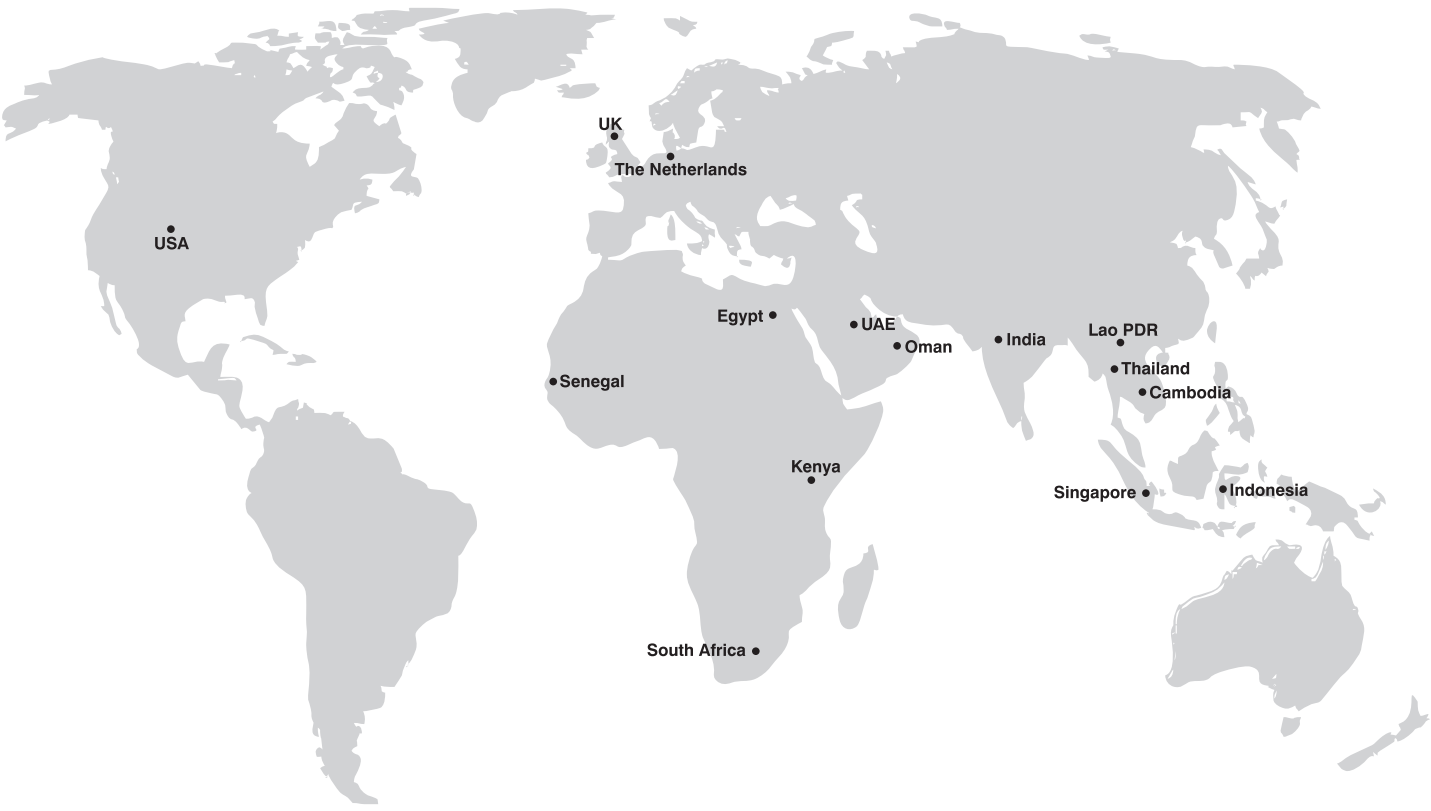 UK
The Netherlands
USA
Egypt
UAE
Oman
India
Lao PDR
Thailand
Cambodia
Senegal
Kenya
Singapore
Indonesia
South Africa